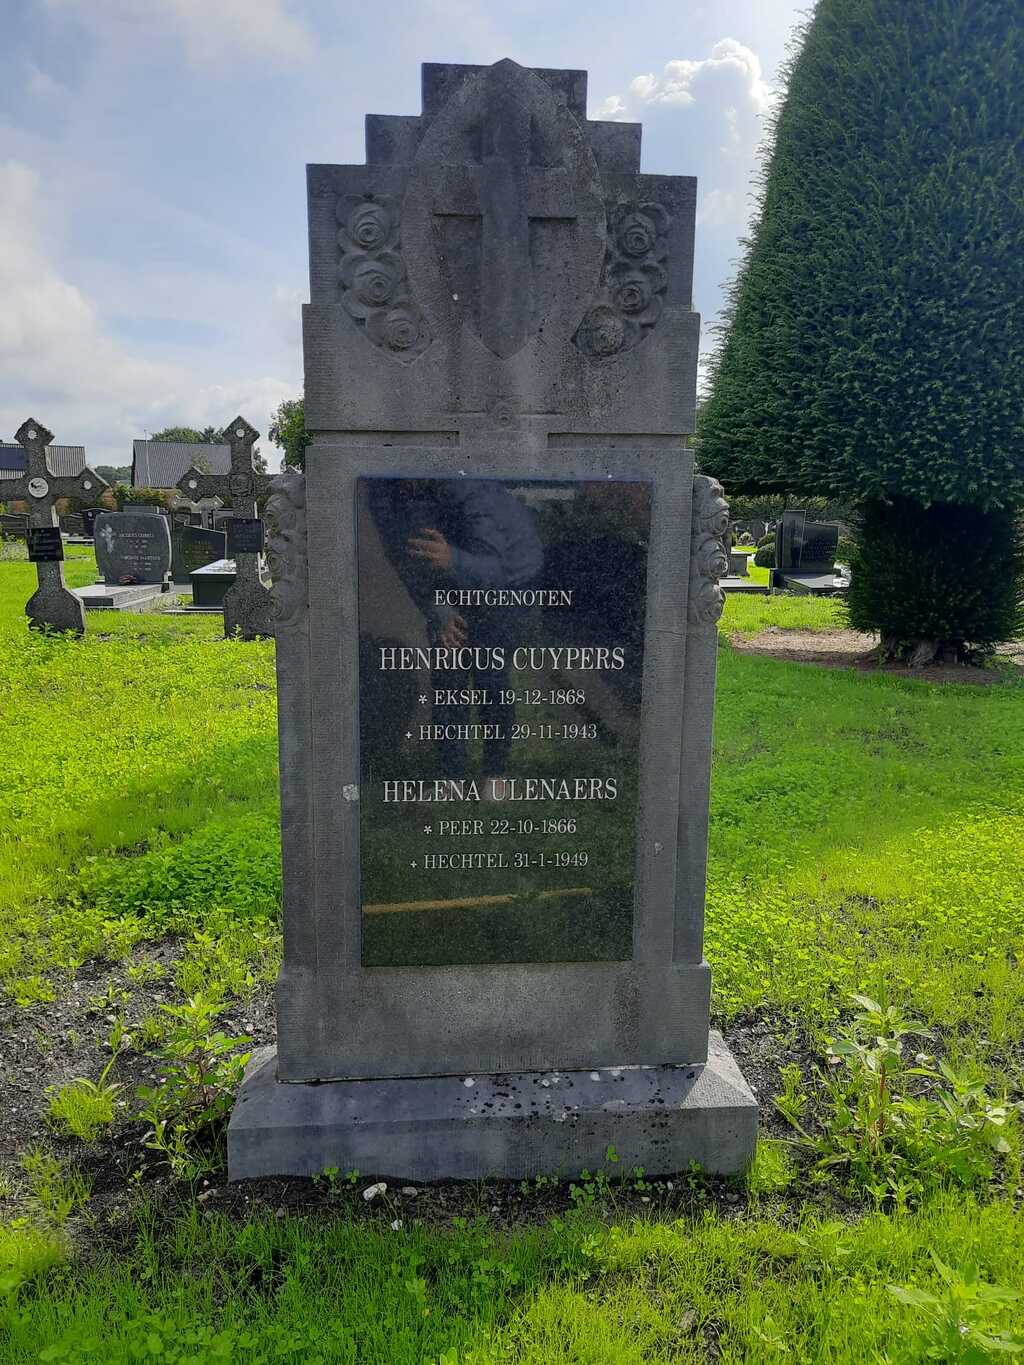 ECHTGENOTEN
HENRICUS CUYPERS
* EKSEL 19-12-1868
+ HECHTEL 29-11-1943
HELENA ULENAERS
* PEER 22-10-1866
+ HECHTEL 31-1-1949